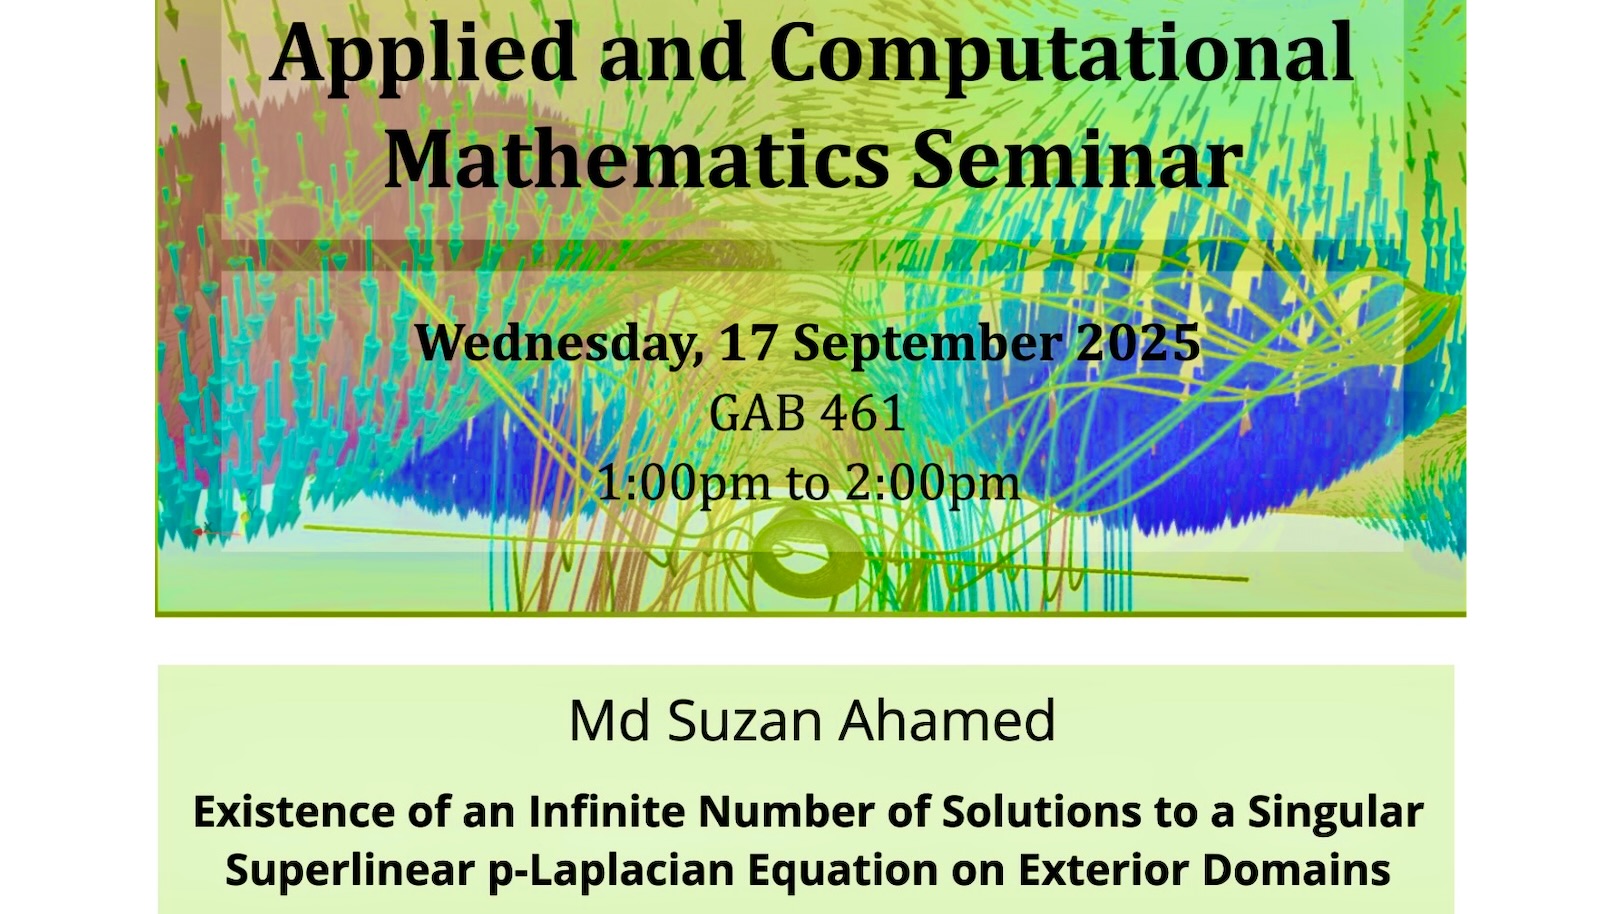 Applied and Computational
Mathematics Seminar
Wednesday, 17 September 2025
GAB 461
1:00pm to 2:00pm
Md Suzan Ahamed
Existence of an Infinite Number of Solutions to a Singular
Superlinear p-Laplacian Equation on Exterior Domains